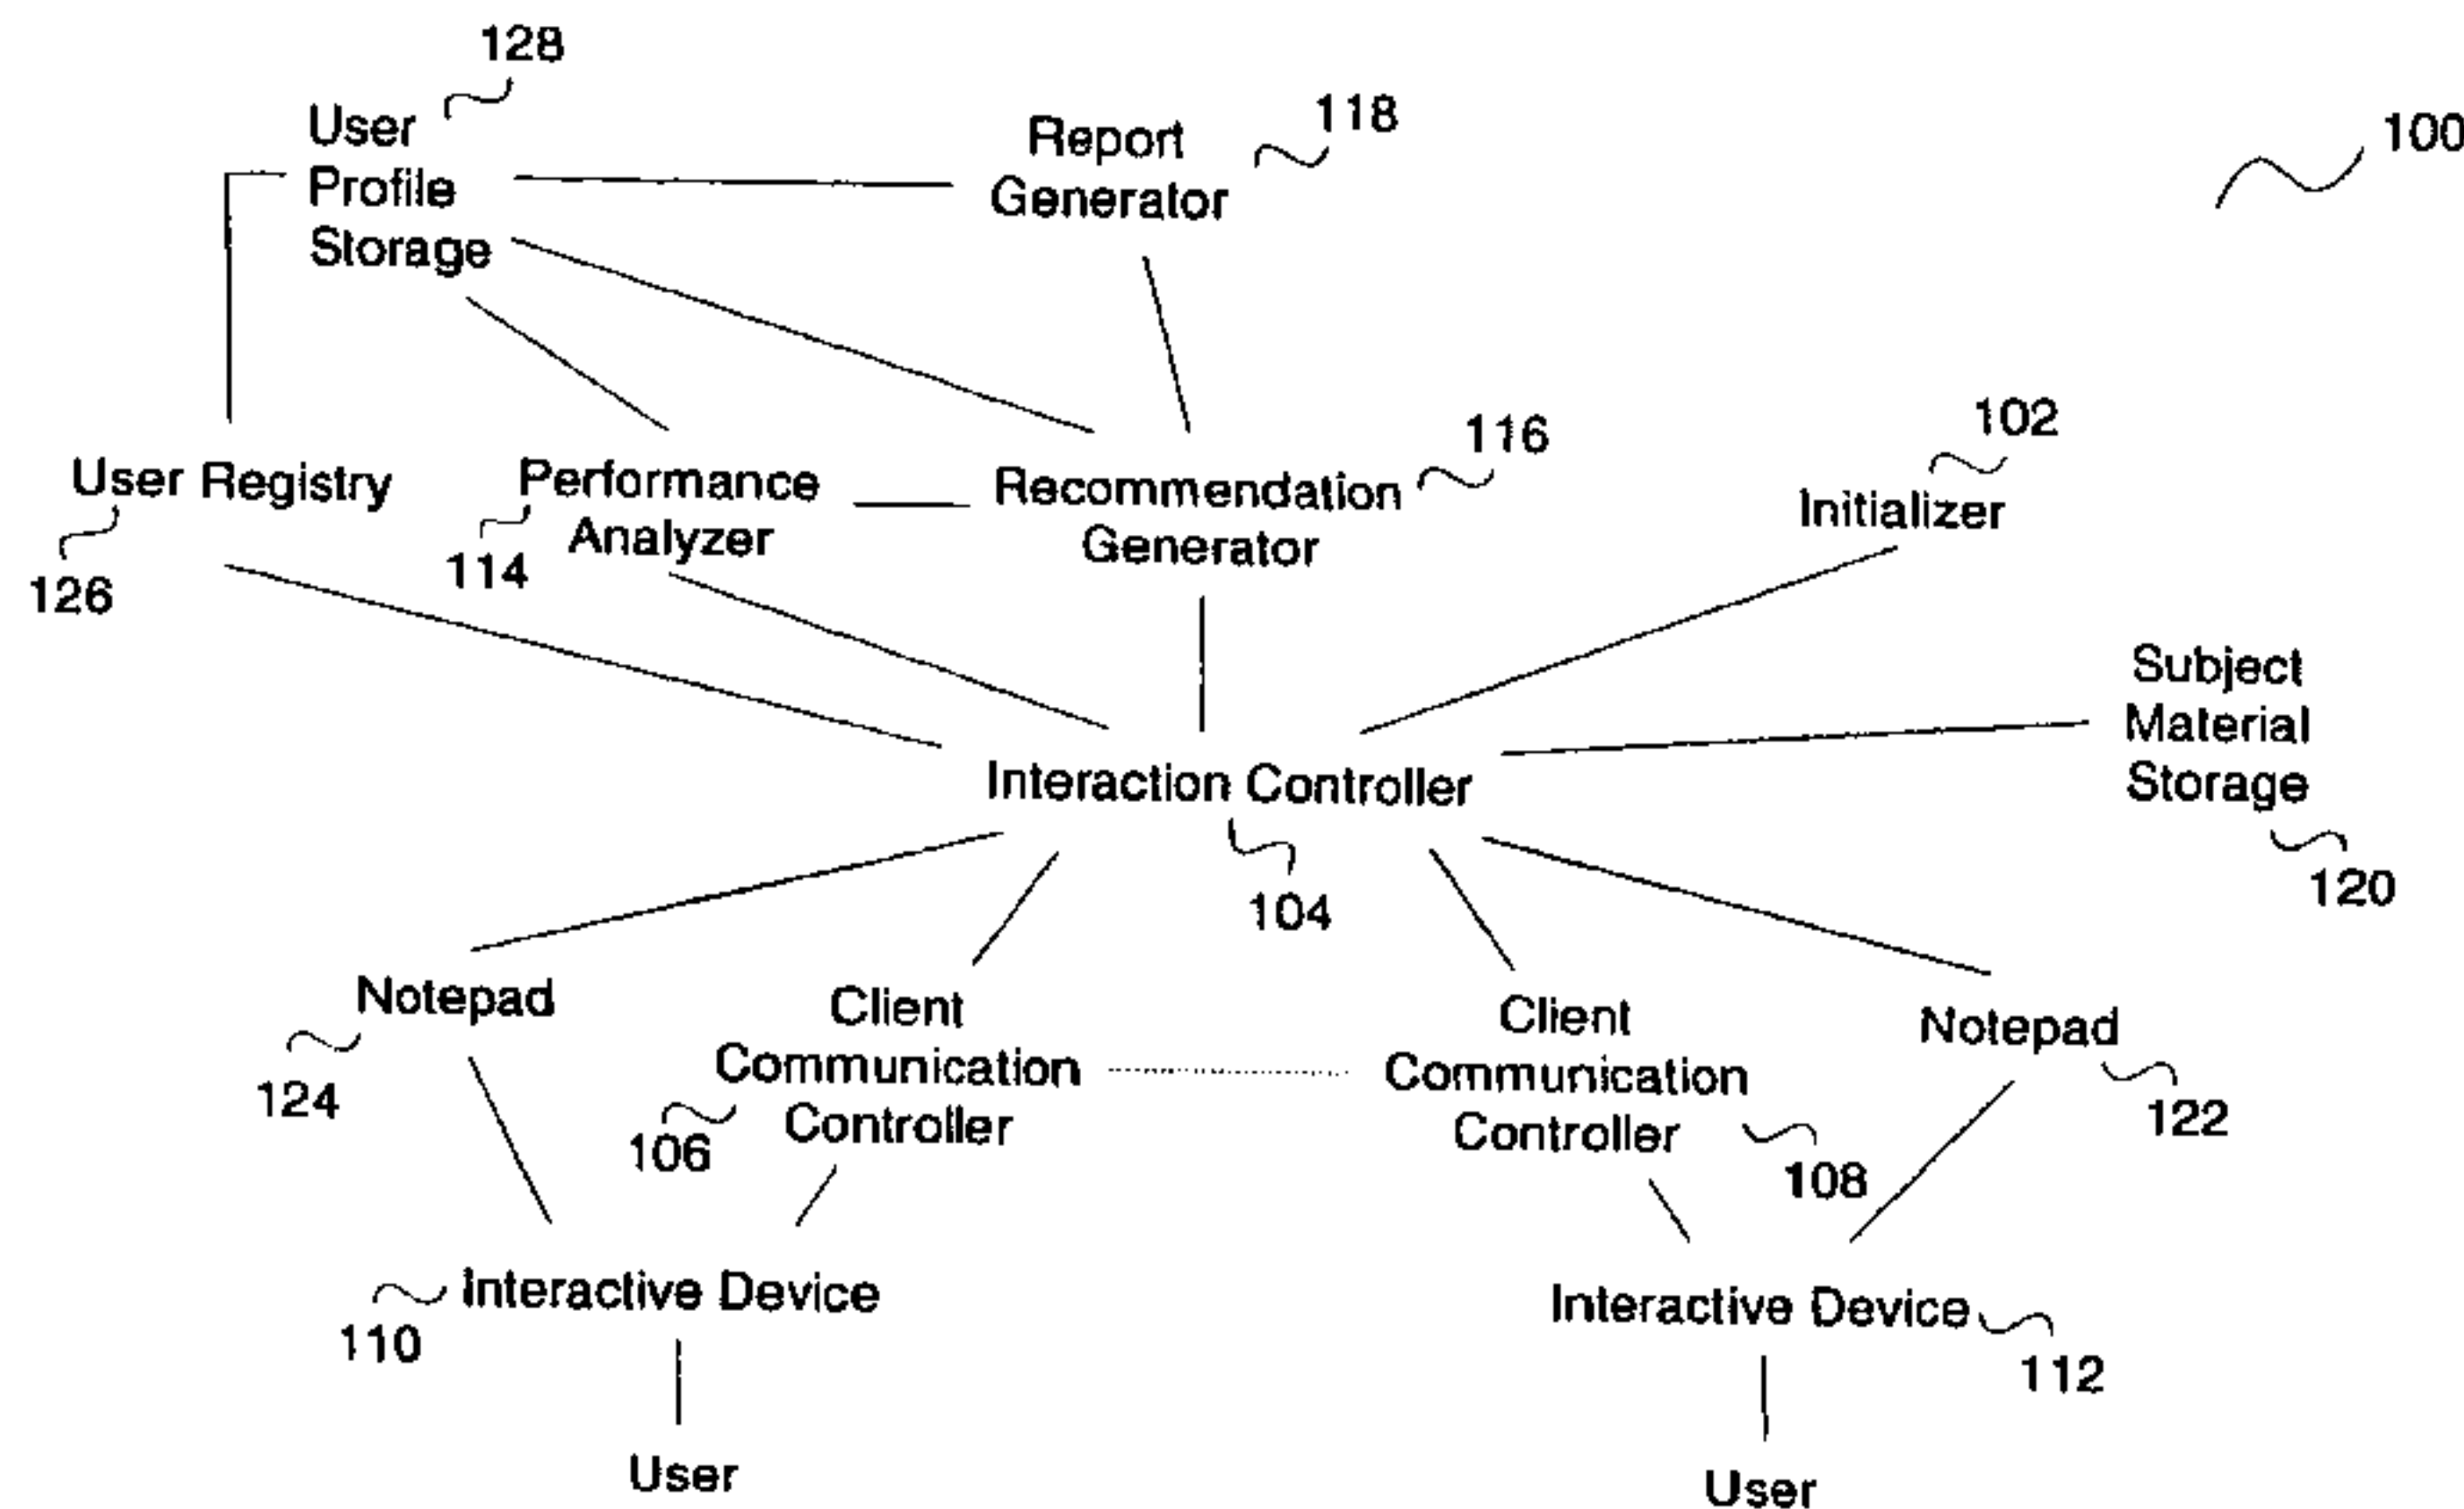 128
User
Profile
Storage
Report
Generator
118
100
User Registry
126
Performance
Analyzer
114
Recommendation
Generator
116
102
Initializer
Subject
Material
Storage
120
Interaction Controller
104
Notepad
124
Client
Communication
Controller
106
Client
Communication
Controller
108
Notepad
122
Interactive Device
110
Interactive Device
112
User
User